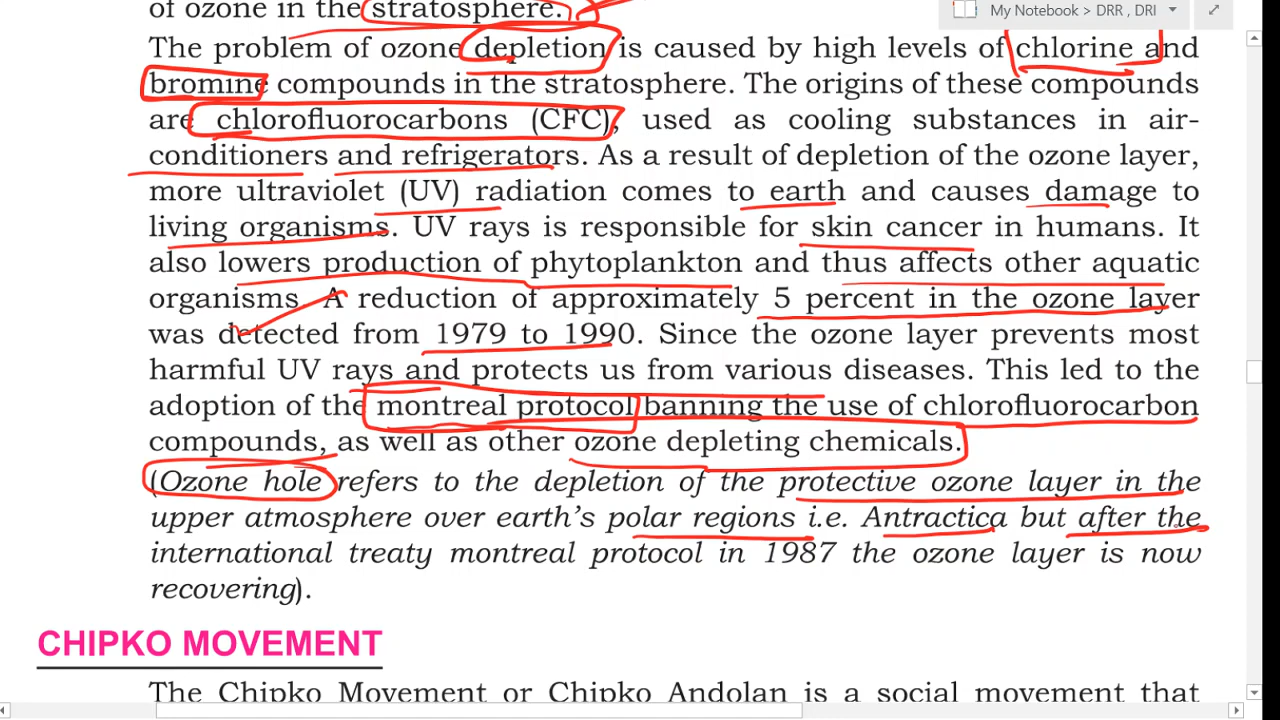 of ozone in the stratosphere.
My Notebook > DRR , DRI
The problem of ozone depletion is caused by high levels of chlorine and
bromine compounds in the stratosphere. The origins of these compounds
are chlorofluorocarbons (CFC), used as cooling substances in air-
conditioners and refrigerators. As a result of depletion of the ozone layer,
more ultraviolet (UV) radiation comes to earth and causes damage to
living organisms. UV rays is responsible for skin cancer in humans. It
also lowers production of phytoplankton and thus affects other aquatic
organisms. A reduction of approximately 5 percent in the ozone layer
was detected from 1979 to 1990. Since the ozone layer prevents most
harmful UV rays and protects us from various diseases. This led to the
adoption of the montreal protocol banning the use of chlorofluorocarbon
compounds, as well as other ozone depleting chemicals.
(Ozone hole refers to the depletion of the protective ozone layer in the
upper atmosphere over earth's polar regions i.e. Antractica but after the
international treaty montreal protocol in 1987 the ozone layer is now
recovering).
CHIPKO MOVEMENT
The Chipko Movement or Chipko Andolan is a social movement that